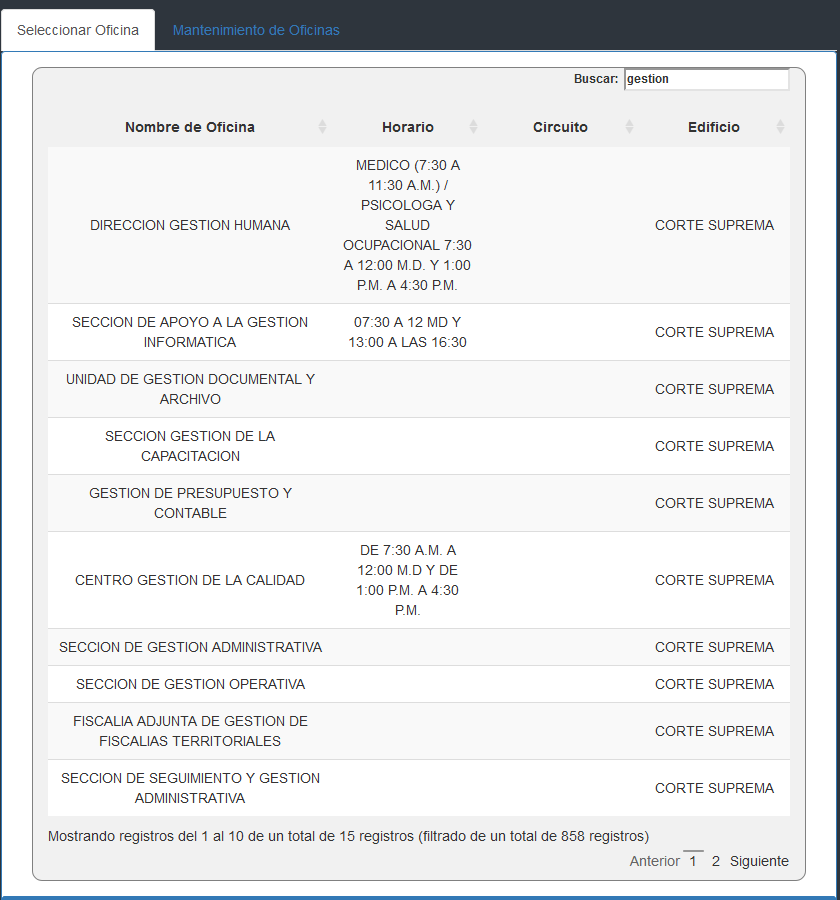 Seleccionar Oficina Mantenimiento de Oficinas
Buscar: gestion
Nombre de Oficina Horario Circuito Edificio
MEDICO (7:30 A
11:30 A.M.) /
PSICOLOGA Y
DIRECCION GESTION HUMANA SALUD CORTE SUPREMA
OCUPACIONAL 7:30
A 12:00 M.D. Y 1:00
P.M. A 4:30 P.M.
SECCION DE APOYO A LA GESTION 07:30 A 12 MD Y
INFORMATICA 13:00 A LAS 16:30 CORTE SUPREMA
UNIDAD DE GESTION DOCUMENTAL Y
ARCHIVO CORTE SUPREMA
SECCION GESTION DE LA
CAPACITACION CORTE SUPREMA
GESTION DE PRESUPUESTO Y
CONTABLE CORTE SUPREMA
DE 7:30 A.M. A
12:00 M.D Y DE
CENTRO GESTION DE LA CALIDAD CORTE SUPREMA
1:00 P.M. A 4:30
P.M.
SECCION DE GESTION ADMINISTRATIVA CORTE SUPREMA
SECCION DE GESTION OPERATIVA CORTE SUPREMA
FISCALIA ADJUNTA DE GESTION DE
FISCALIAS TERRITORIALES CORTE SUPREMA
SECCION DE SEGUIMIENTO Y GESTION
ADMINISTRATIVA CORTE SUPREMA
Mostrando registros del 1 al 10 de un total de 15 registros (filtrado de un total de 858 registros)
Anterior 1 2 Siguiente